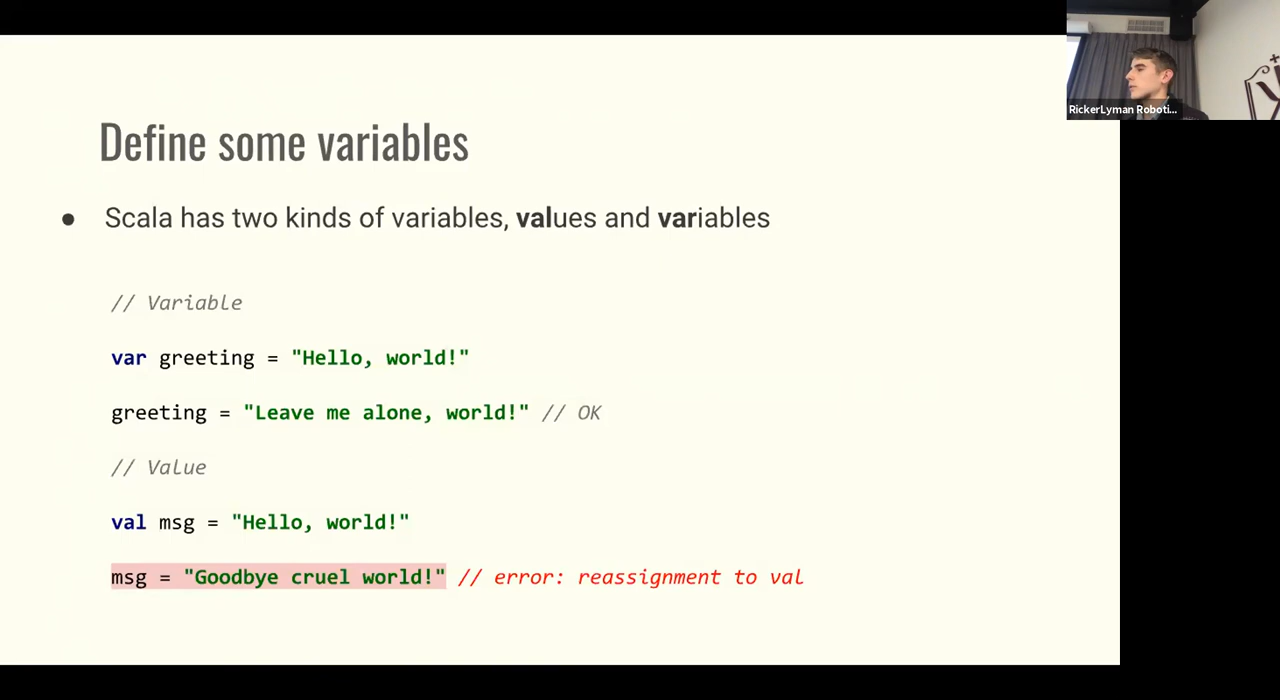 RickerLyman Roboti...
Define some variables
● Scala has two kinds of variables, values and variables
// Variable
var greeting = "Hello, world!"
greeting = "Leave me alone, world!" // OK
// Value
val msg = "Hello, world!"
msg = "Goodbye cruel world!" // error: reassignment to val